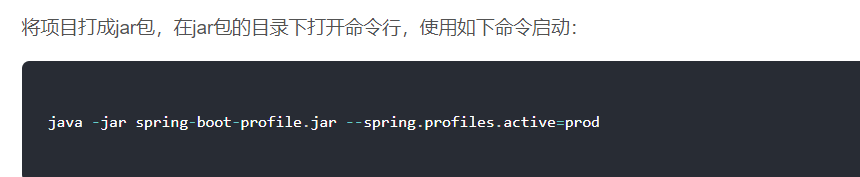 将项目打成jar包，在jar包的目录下打开命令行，使用如下命令启动：
java -jar spring-boot-profile.jar --spring.profiles.active=prod